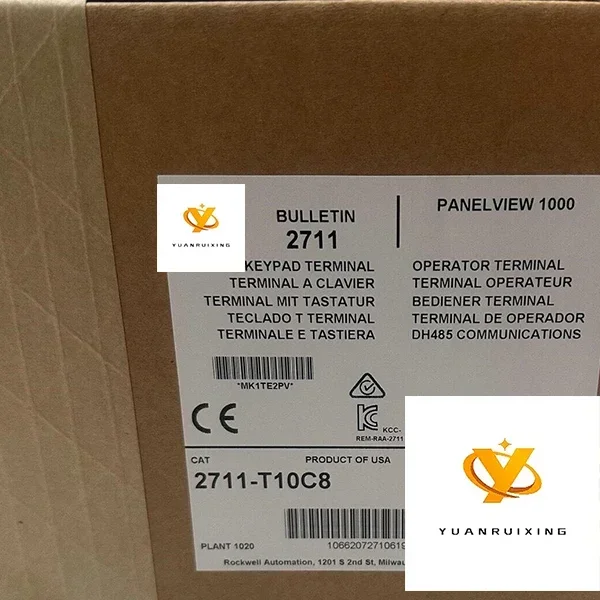 BULLETIN
2711
PANELVIEW 1000
YUANRUIXING
KEYPAD TERMINAL
TERMINAL A CLAVIER
TERMINAL MIT TASTATUR
TECLADO T TERMINAL
TERMINALE E TASTIERA
OPERATOR TERMINAL
TERMINAL OPERATEUR
BEDIENER TERMINAL
TERMINAL DE OPERADOR
DH485 COMMUNICATIONS
*MK1TE2PV*
CE
KCC-
REM-RAA-2711
CAT
PRODUCT OF USA
2711-T10C8
PLANT 1020
1066207271061
Rockwell Automation, 1201 S 2nd St,
YUANRUIXING